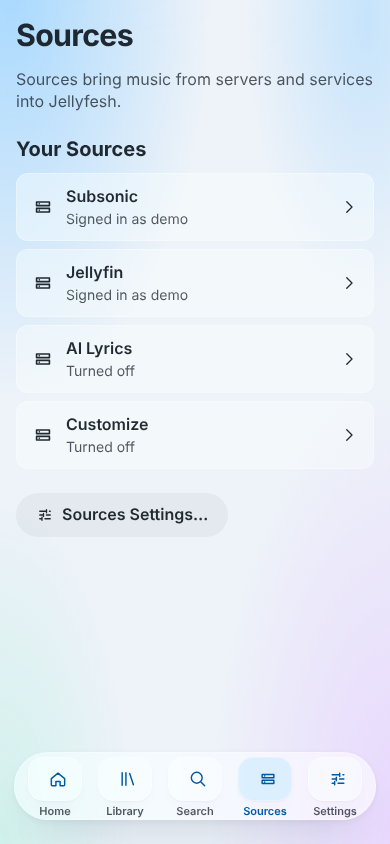 Sources
Sources bring music from servers and services
into Jellyfesh.
Your Sources
Subsonic
Signed in as demo
Jellyfin
Signed in as demo
AI Lyrics
Turned off
Customize
Turned off
Sources Settings...
Home
Library
Search
Sources
Settings